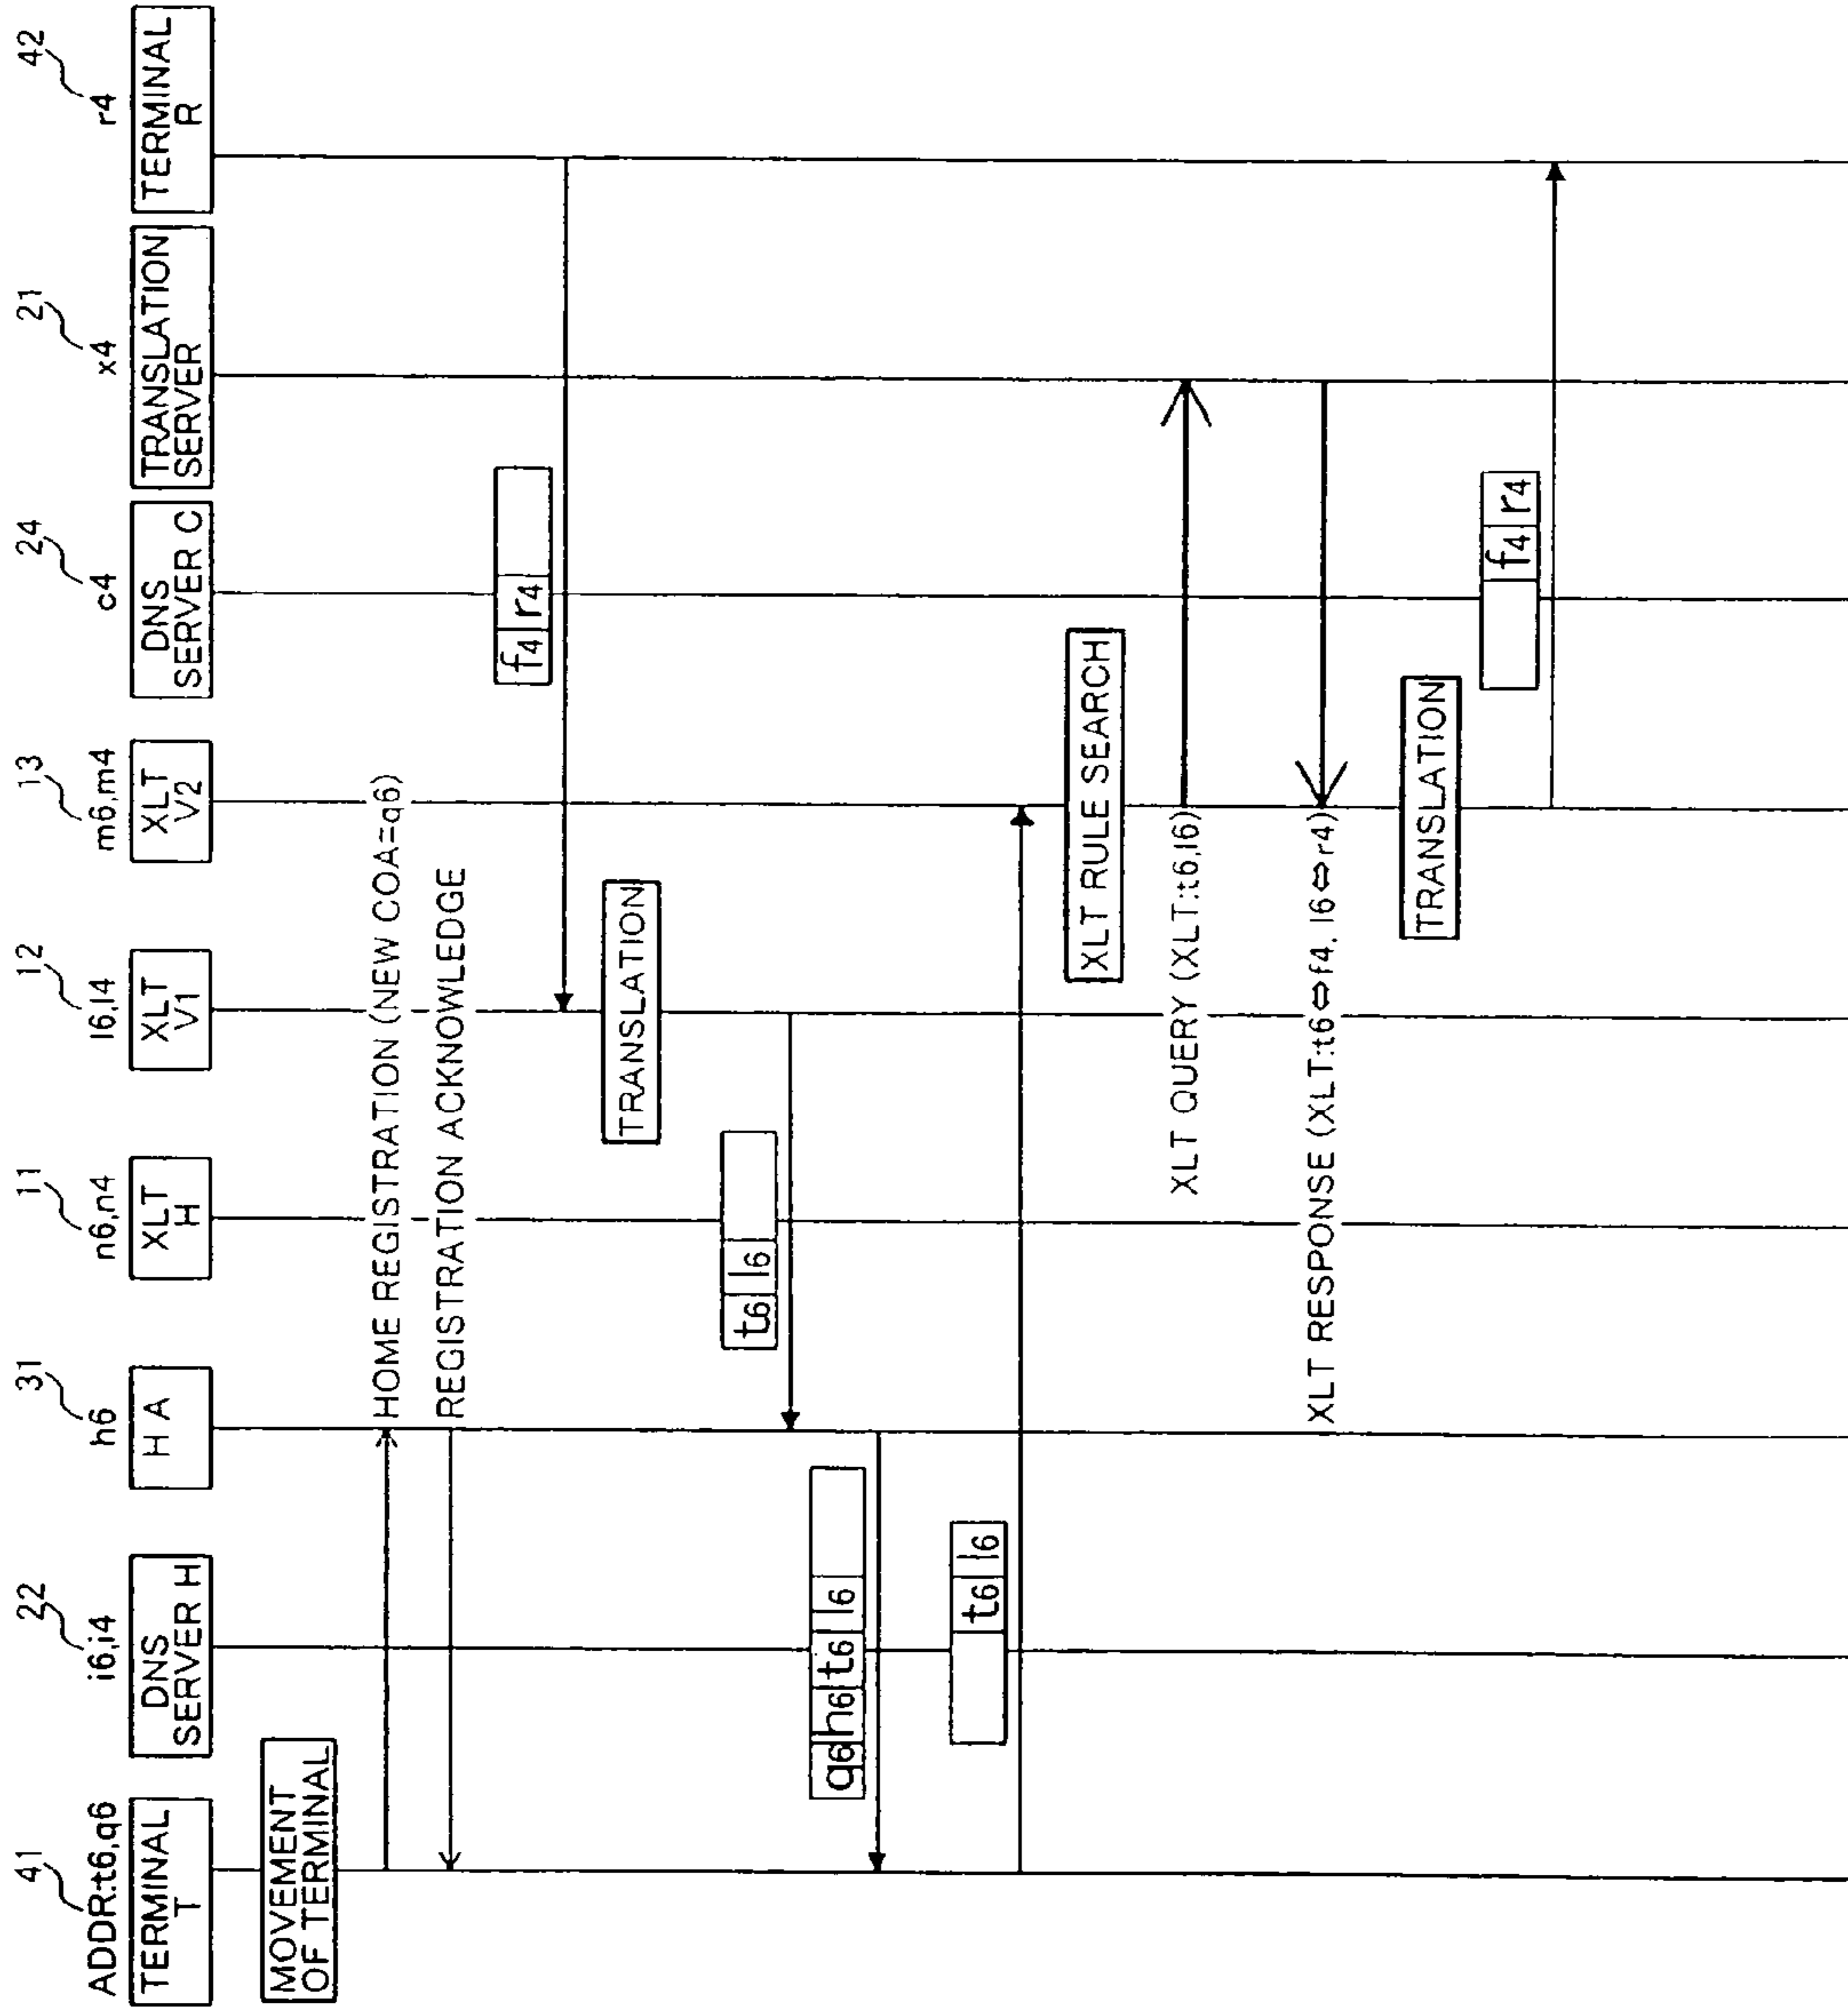 41
22
31
11
12
13
24
21
42
ADDR:t6,q6
i6,i4
h6
n6,n4
l6,l4
m6,m4
c4
x4
r4
TERMINAL
T
DNS
SERVER H
H A
XLT
H
XLT
V1
XLT
V2
DNS
SERVER C
TRANSLATION
SERVER
TERMINAL
R
MOVEMENT
OF TERMINAL
HOME REGISTRATION (NEW COA=q6)
REGISTRATION ACKNOWLEDGE
f4 r4
TRANSLATION
t6 l6
q6 h6 t6 l6
t6 l6
XLT RULE SEARCH
XLT QUERY (XLT:t6,l6)
XLT RESPONSE (XLT:t6⇔f4, l6⇔r4)
TRANSLATION
f4 r4